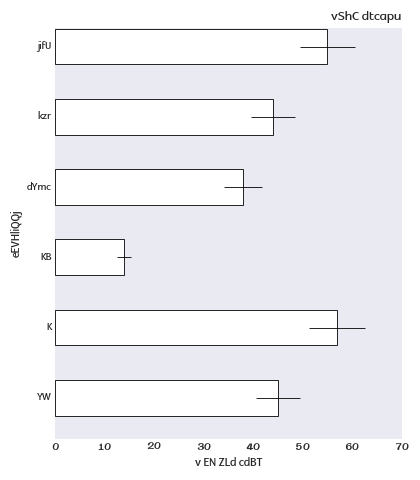 vShC dtcapu
jifU
kzr
dYmc
KB
K
YW
eEVHliQQj
0 10 20 30 40 50 60 70
v EN ZLd cdBT